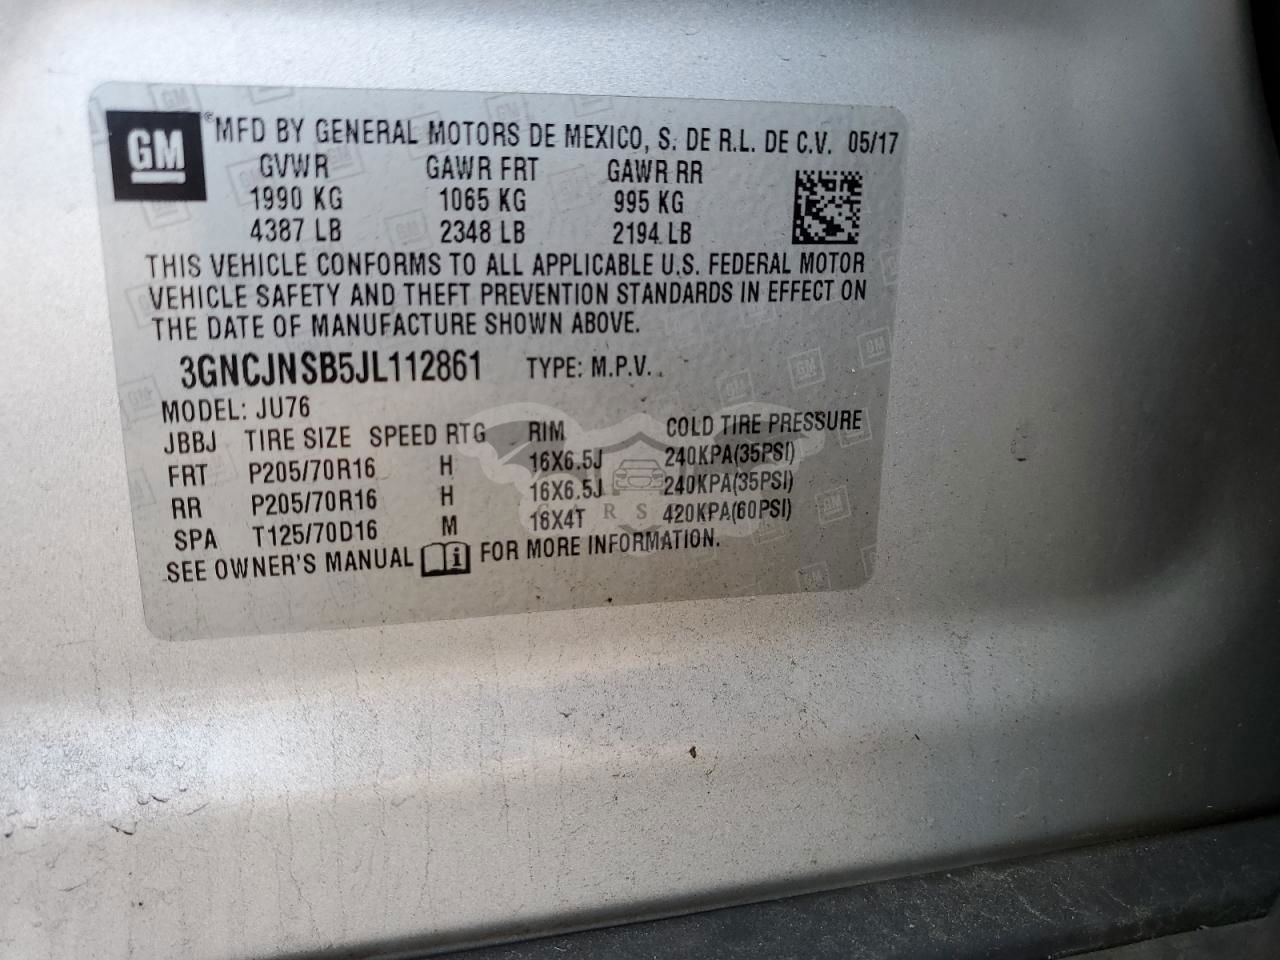 GM ® MFD BY GENERAL MOTORS DE MEXICO, S. DE R.L. DE C.V. 05/17
GVWR GAWR FRT GAWR RR
1990 KG 1065 KG 995 KG
4387 LB 2348 LB 2194 LB
THIS VEHICLE CONFORMS TO ALL APPLICABLE U.S. FEDERAL MOTOR
VEHICLE SAFETY AND THEFT PREVENTION STANDARDS IN EFFECT ON
THE DATE OF MANUFACTURE SHOWN ABOVE.
3GNCJNSB5JL112861 TYPE: M.P.V.
MODEL: JU76
JBBJ TIRE SIZE SPEED RTG RIM COLD TIRE PRESSURE
FRT P205/70R16 H 16X6.5J 240KPA(35PSI)
RR P205/70R16 H 16X6.5J 240KPA(35PSI)
SPA T125/70D16 M 16X4T 420KPA(60PSI)
SEE OWNER'S MANUAL i FOR MORE INFORMATION.